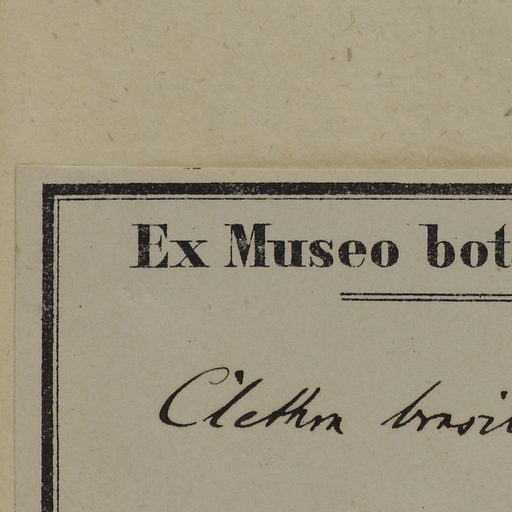 Ex Museo bot
Clethra brasi